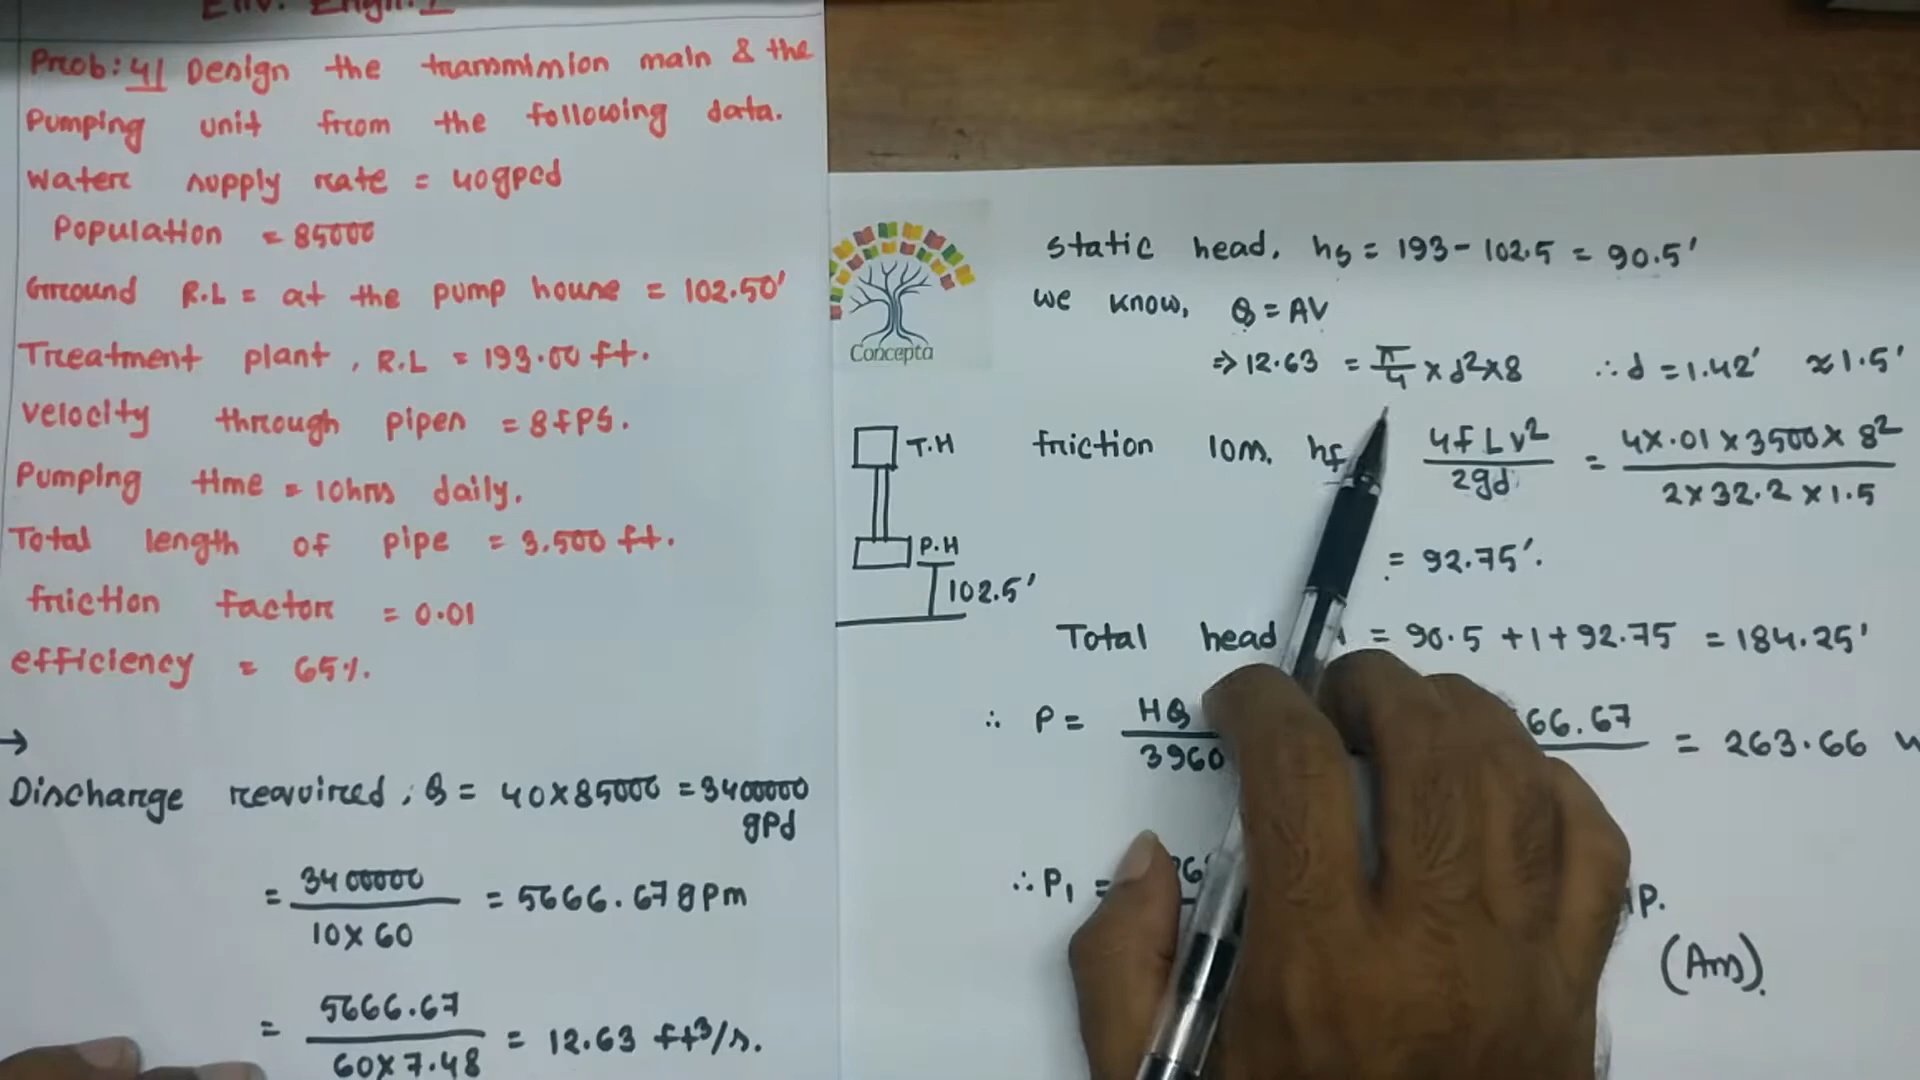 Env. Engn. I
Prob: 41 Design the transmission main & the
Pumping unit from the following data.
Water supply rate = 40gpcd
Population = 85000
Ground R.L = at the pump house = 102.50'
Treatment plant, R.L = 193.00 ft.
Velocity through pipes = 8fPS.
Pumping time = 10hrs daily.
Total length of pipe = 3.500 ft.
friction factor = 0.01
efficiency = 65%.
→
Discharge required, Q = 40×85000 = 3400000
gpd
= 3400000 / 10×60 = 5666.67 gpm
= 5666.67 / 60×7.48 = 12.63 ft³/s.
Concepta
static head, hs = 193 - 102.5 = 90.5'
we know, Q = AV
⇒ 12.63 = π/4 × d² × 8 ∴ d = 1.42' ≈ 1.5'
T.H
P.H
102.5'
friction loss, hf 4fLv² / 2gd = 4×.01×3500×8² / 2×32.2×1.5
= 92.75'.
Total head = 90.5 + 1 + 92.75 = 184.25'
∴ P = HQ / 3960 66.67 = 263.66
∴ P₁ = HP.
(Ans).